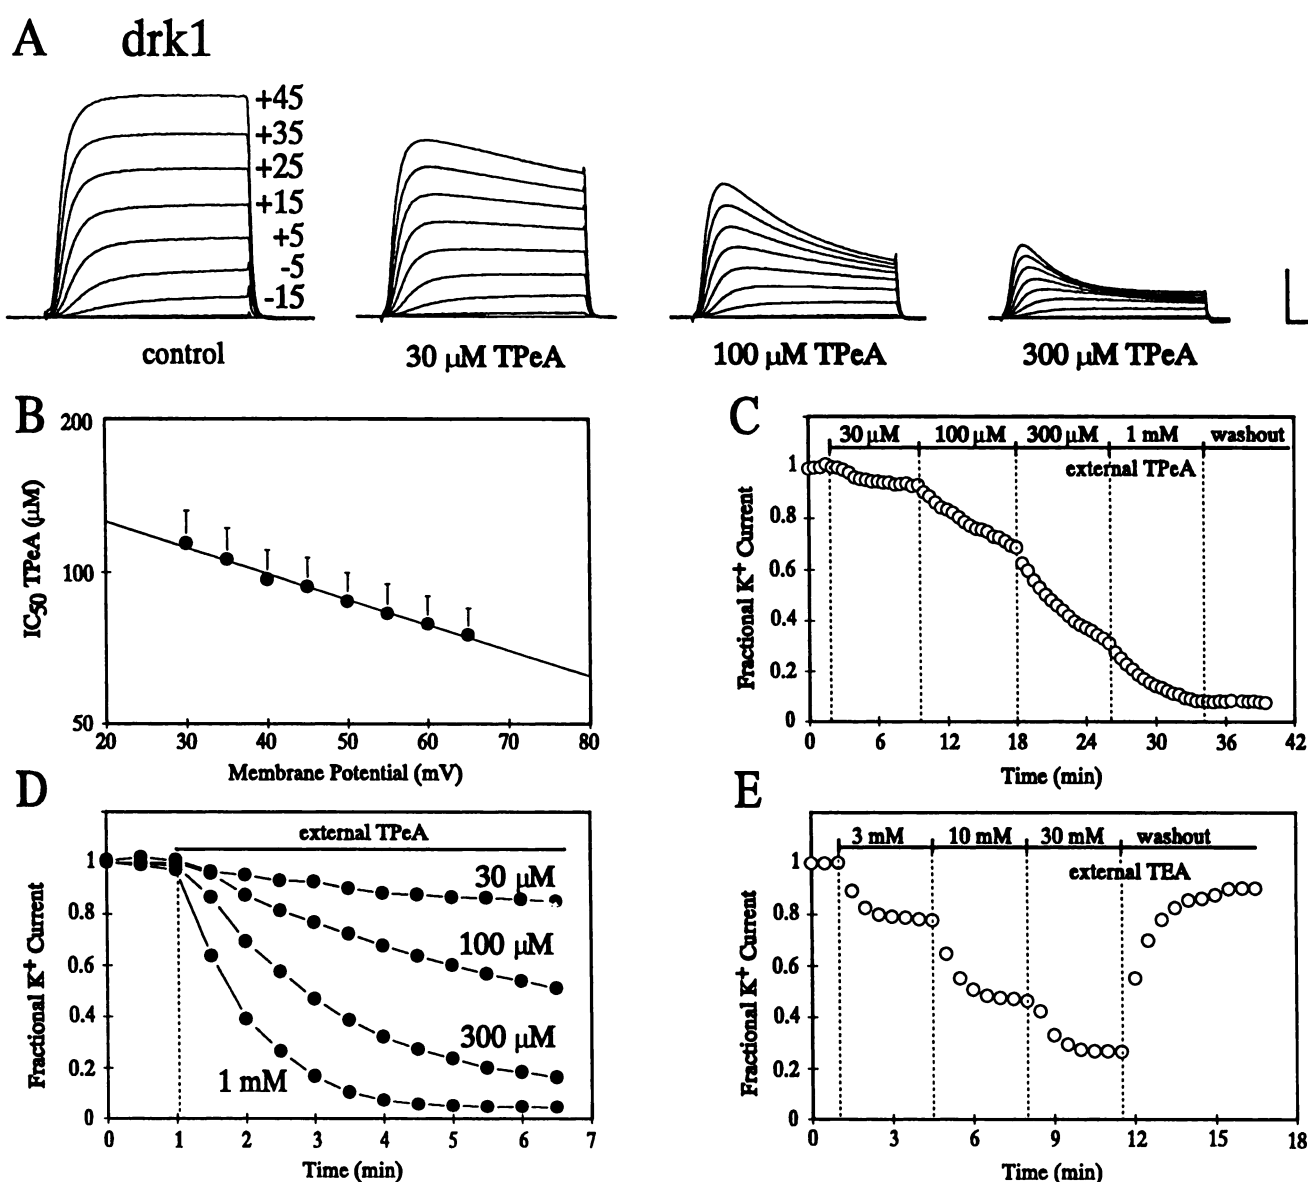 A drk1
+45
+35
+25
+15
+5
-5
-15
control
30 µM TPeA
100 µM TPeA
300 µM TPeA
B
200
100
50
IC50 TPeA (µM)
20 30 40 50 60 70 80
Membrane Potential (mV)
C
30 µM 100 µM 300 µM 1 mM washout
external TPeA
1
0.8
0.6
0.4
0.2
0
Fractional K+ Current
0 6 12 18 24 30 36 42
Time (min)
D
external TPeA
30 µM
100 µM
300 µM
1 mM
1
0.8
0.6
0.4
0.2
0
Fractional K+ Current
0 1 2 3 4 5 6 7
Time (min)
E
3 mM 10 mM 30 mM washout
external TEA
1
0.8
0.6
0.4
0.2
0
Fractional K+ Current
0 3 6 9 12 15 18
Time (min)